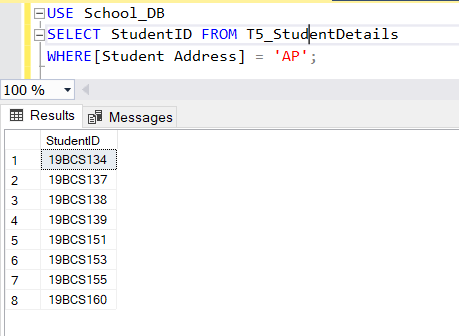 USE School_DB
SELECT StudentID FROM T5_StudentDetails
WHERE[Student Address] = 'AP';
100 %
Results Messages
StudentID
1 19BCS134
2 19BCS137
3 19BCS138
4 19BCS139
5 19BCS151
6 19BCS153
7 19BCS155
8 19BCS160